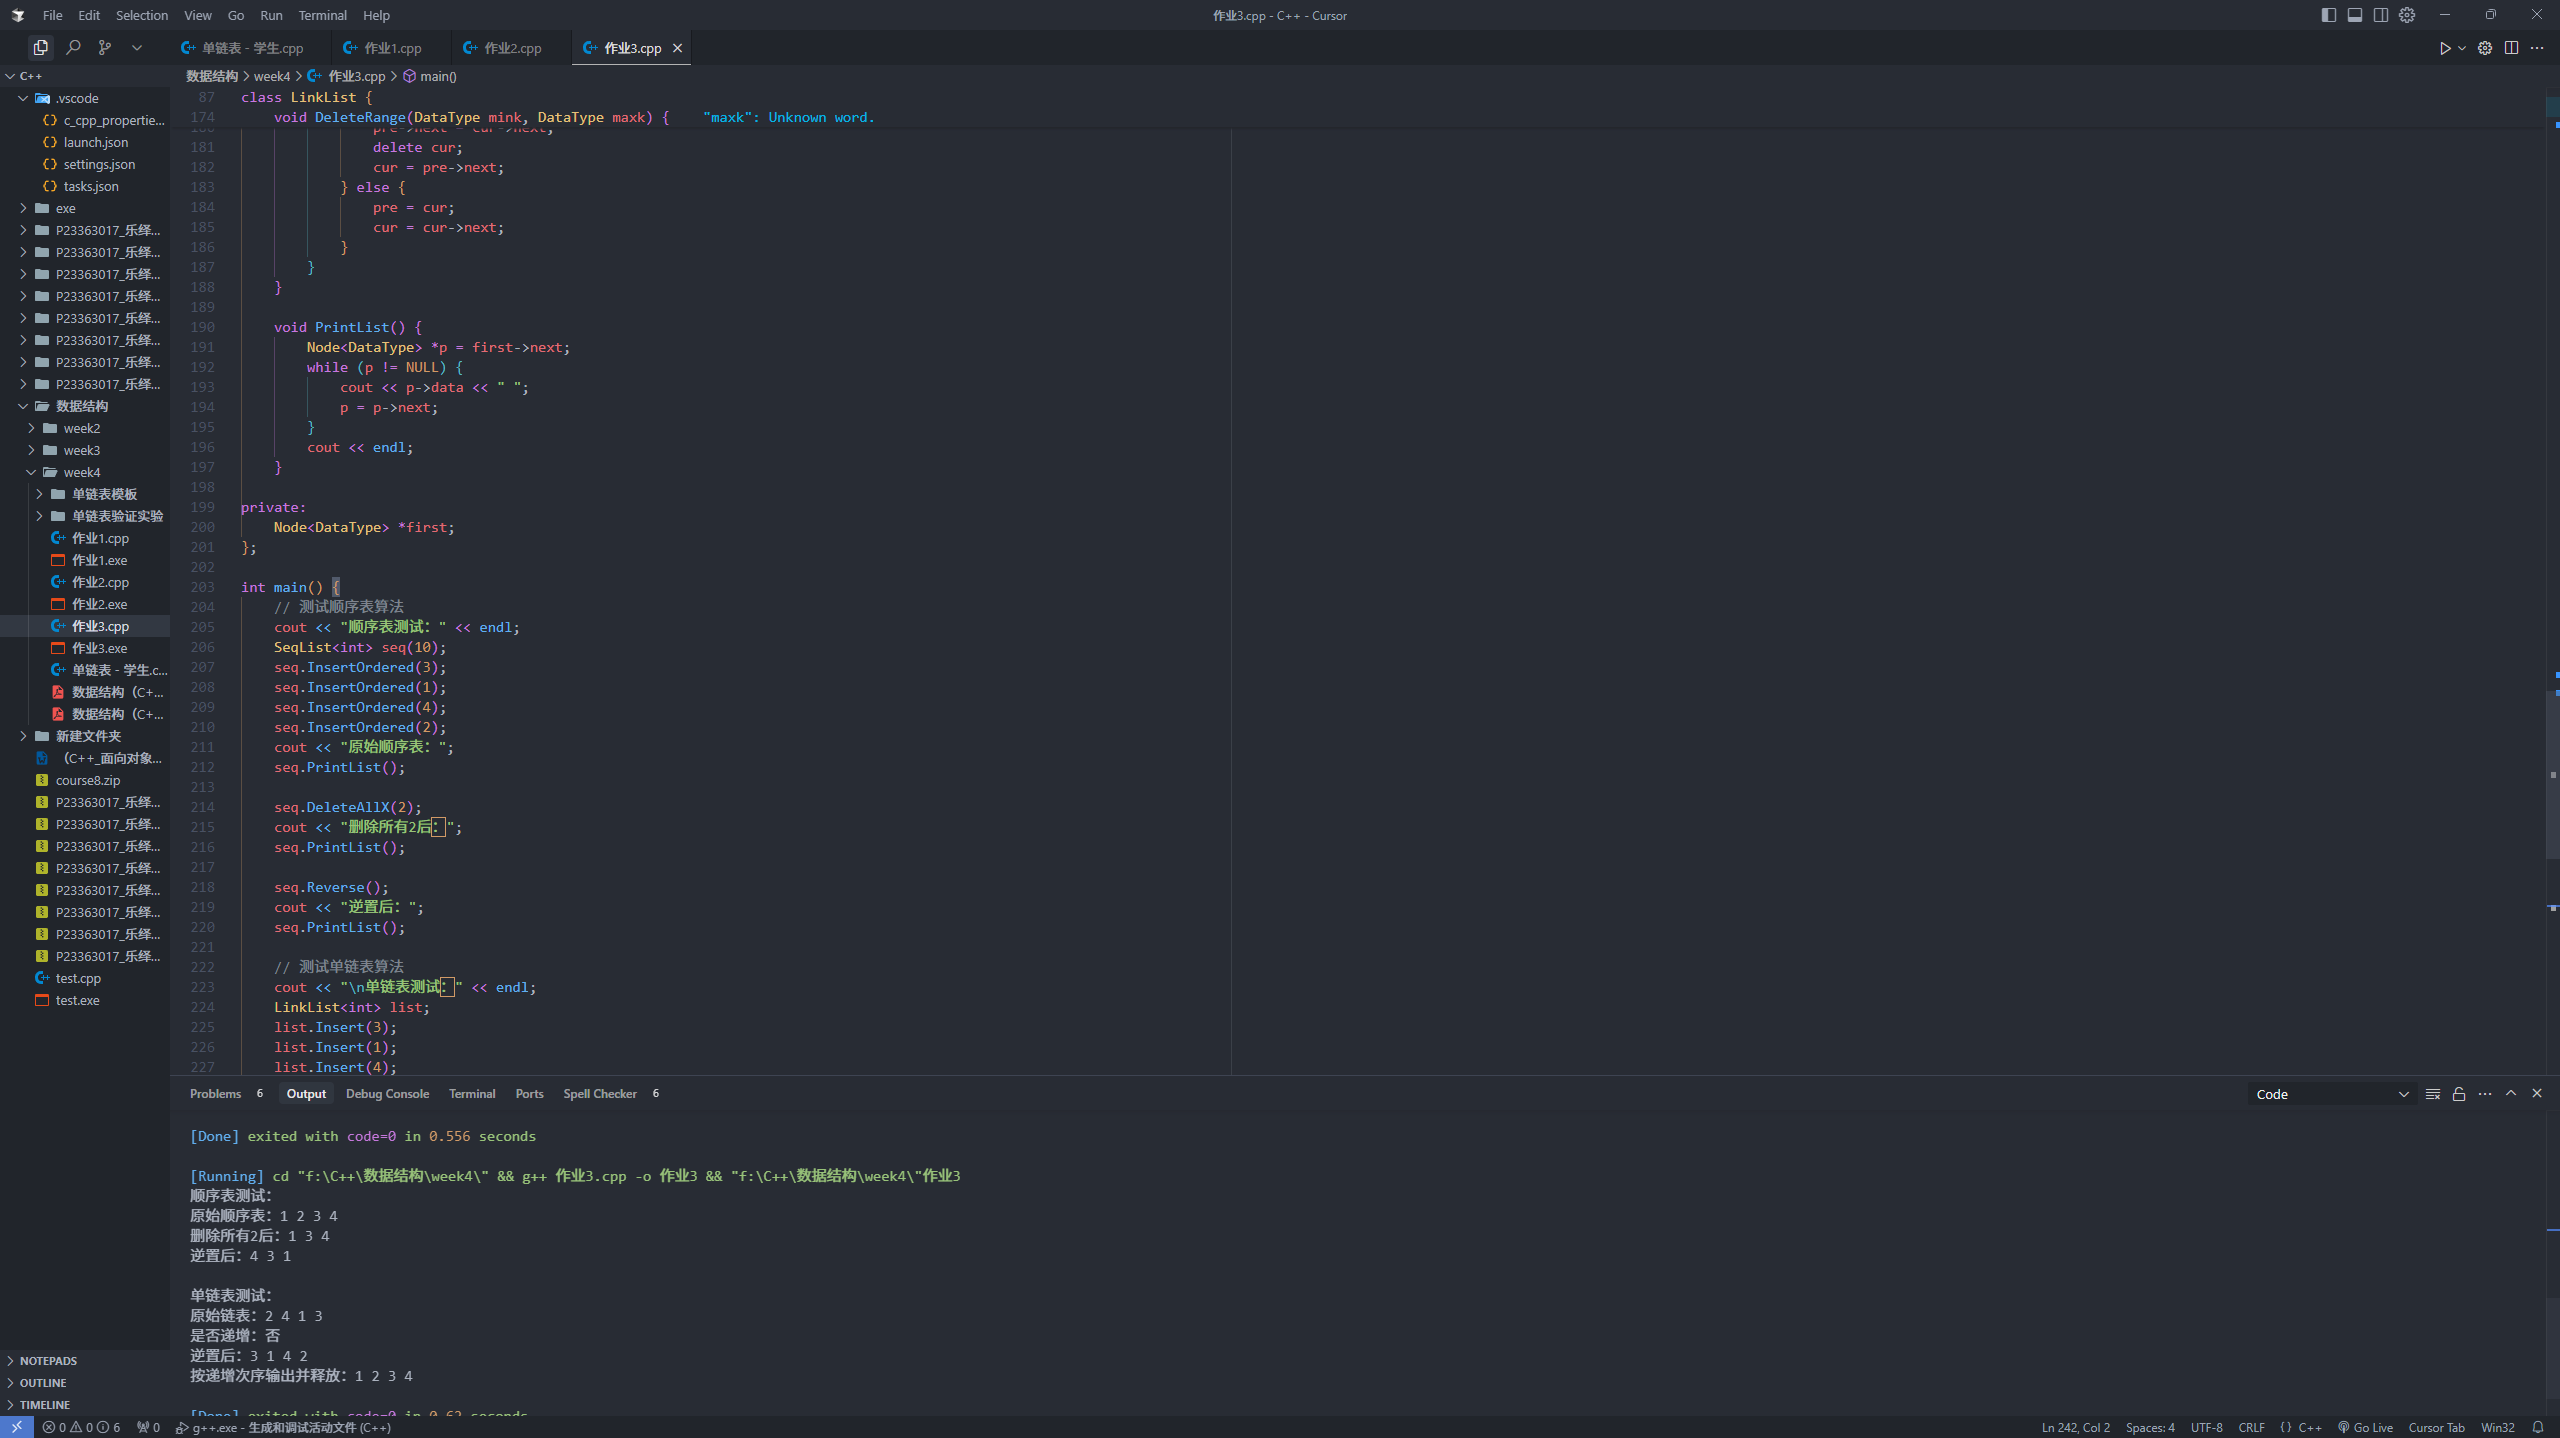 File Edit Selection View Go Run Terminal Help
作业3.cpp - C++ - Cursor
单链表 - 学生.cpp
作业1.cpp
作业2.cpp
作业3.cpp
C++
.vscode
c_cpp_propertie...
launch.json
settings.json
tasks.json
exe
P23363017_乐绎...
P23363017_乐绎...
P23363017_乐绎...
P23363017_乐绎...
P23363017_乐绎...
P23363017_乐绎...
P23363017_乐绎...
P23363017_乐绎...
数据结构
week2
week3
week4
单链表模板
单链表验证实验
作业1.cpp
作业1.exe
作业2.cpp
作业2.exe
作业3.cpp
作业3.exe
单链表 - 学生.c...
数据结构（C+...
数据结构（C+...
新建文件夹
（C++_面向对象...
course8.zip
P23363017_乐绎...
P23363017_乐绎...
P23363017_乐绎...
P23363017_乐绎...
P23363017_乐绎...
P23363017_乐绎...
P23363017_乐绎...
P23363017_乐绎...
test.cpp
test.exe
NOTEPADS
OUTLINE
TIMELINE
数据结构 > week4 > 作业3.cpp > main()
87 class LinkList {
174 void DeleteRange(DataType mink, DataType maxk) { "maxk": Unknown word.
180 pre->next = cur->next;
181 delete cur;
182 cur = pre->next;
183 } else {
184 pre = cur;
185 cur = cur->next;
186 }
187 }
188 }
189
190 void PrintList() {
191 Node<DataType> *p = first->next;
192 while (p != NULL) {
193 cout << p->data << " ";
194 p = p->next;
195 }
196 cout << endl;
197 }
198
199 private:
200 Node<DataType> *first;
201 };
202
203 int main() {
204 // 测试顺序表算法
205 cout << "顺序表测试：" << endl;
206 SeqList<int> seq(10);
207 seq.InsertOrdered(3);
208 seq.InsertOrdered(1);
209 seq.InsertOrdered(4);
210 seq.InsertOrdered(2);
211 cout << "原始顺序表：";
212 seq.PrintList();
213
214 seq.DeleteAllX(2);
215 cout << "删除所有2后：";
216 seq.PrintList();
217
218 seq.Reverse();
219 cout << "逆置后：";
220 seq.PrintList();
221
222 // 测试单链表算法
223 cout << "\n单链表测试：" << endl;
224 LinkList<int> list;
225 list.Insert(3);
226 list.Insert(1);
227 list.Insert(4);
Problems 6 Output Debug Console Terminal Ports Spell Checker 6
Code
[Done] exited with code=0 in 0.556 seconds
[Running] cd "f:\C++\数据结构\week4\" && g++ 作业3.cpp -o 作业3 && "f:\C++\数据结构\week4\"作业3
顺序表测试：
原始顺序表：1 2 3 4
删除所有2后：1 3 4
逆置后：4 3 1
单链表测试：
原始链表：2 4 1 3
是否递增：否
逆置后：3 1 4 2
按递增次序输出并释放：1 2 3 4
[Done] exited with code=0 in 0.62 seconds
0 0 6 0 g++.exe - 生成和调试活动文件 (C++)
Ln 242, Col 2 Spaces: 4 UTF-8 CRLF {} C++ Go Live Cursor Tab Win32